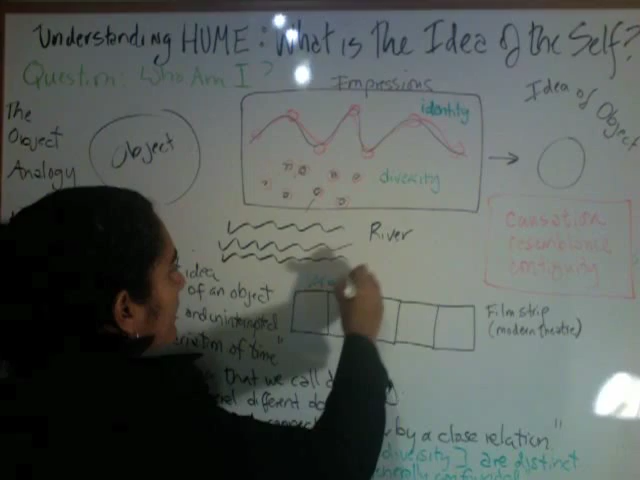 Understanding HUME: What is The Idea of the Self?
Question: Who Am I?
Impressions
Idea of Object
The
Object
Analogy
Object
identity
diversity
causation
resemblance
contiguity
River
idea
of an object
uninterrupted
of time"
Film strip
(modern theatre)
that we call
different
by a close relation"
diversity] are distinct